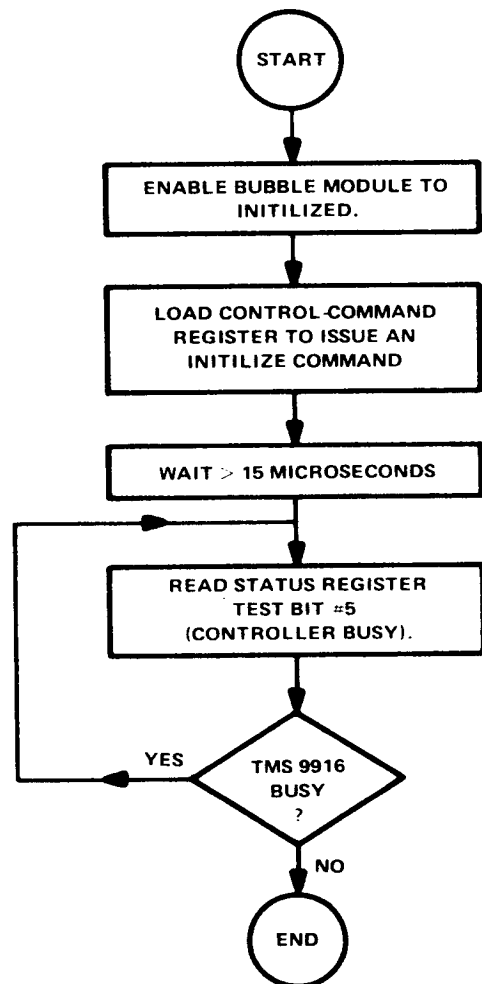 START
ENABLE BUBBLE MODULE TO
INITILIZED.
LOAD CONTROL-COMMAND
REGISTER TO ISSUE AN
INITILIZE COMMAND
WAIT > 15 MICROSECONDS
READ STATUS REGISTER
TEST BIT #5
(CONTROLLER BUSY).
YES
TMS 9916
BUSY
?
NO
END